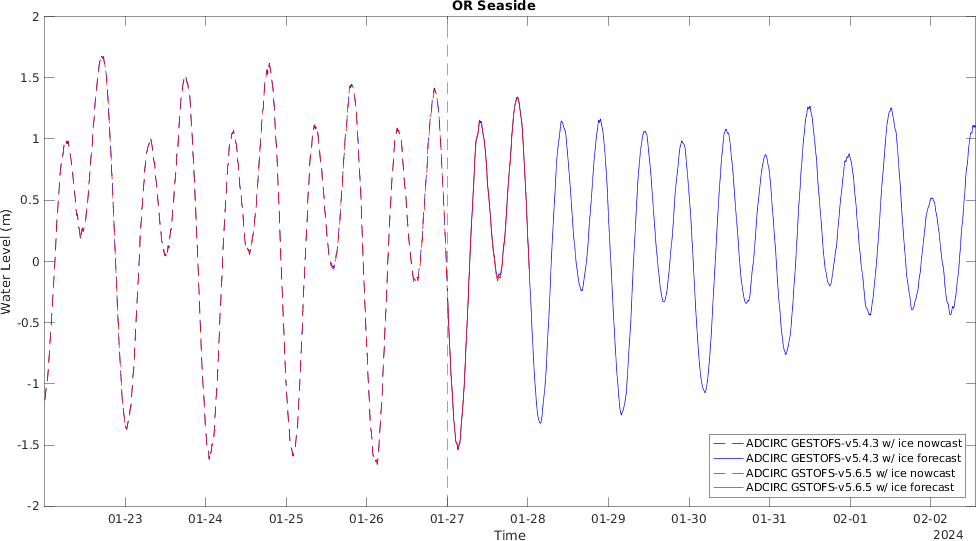 OR Seaside
2
1.5
1
0.5
0
-0.5
-1
-1.5
-2
Water Level (m)
01-23 01-24 01-25 01-26 01-27 01-28 01-29 01-30 01-31 02-01 02-02
Time
2024
ADCIRC GESTOFS-v5.4.3 w/ ice nowcast
ADCIRC GESTOFS-v5.4.3 w/ ice forecast
ADCIRC GSTOFS-v5.6.5 w/ ice nowcast
ADCIRC GSTOFS-v5.6.5 w/ ice forecast